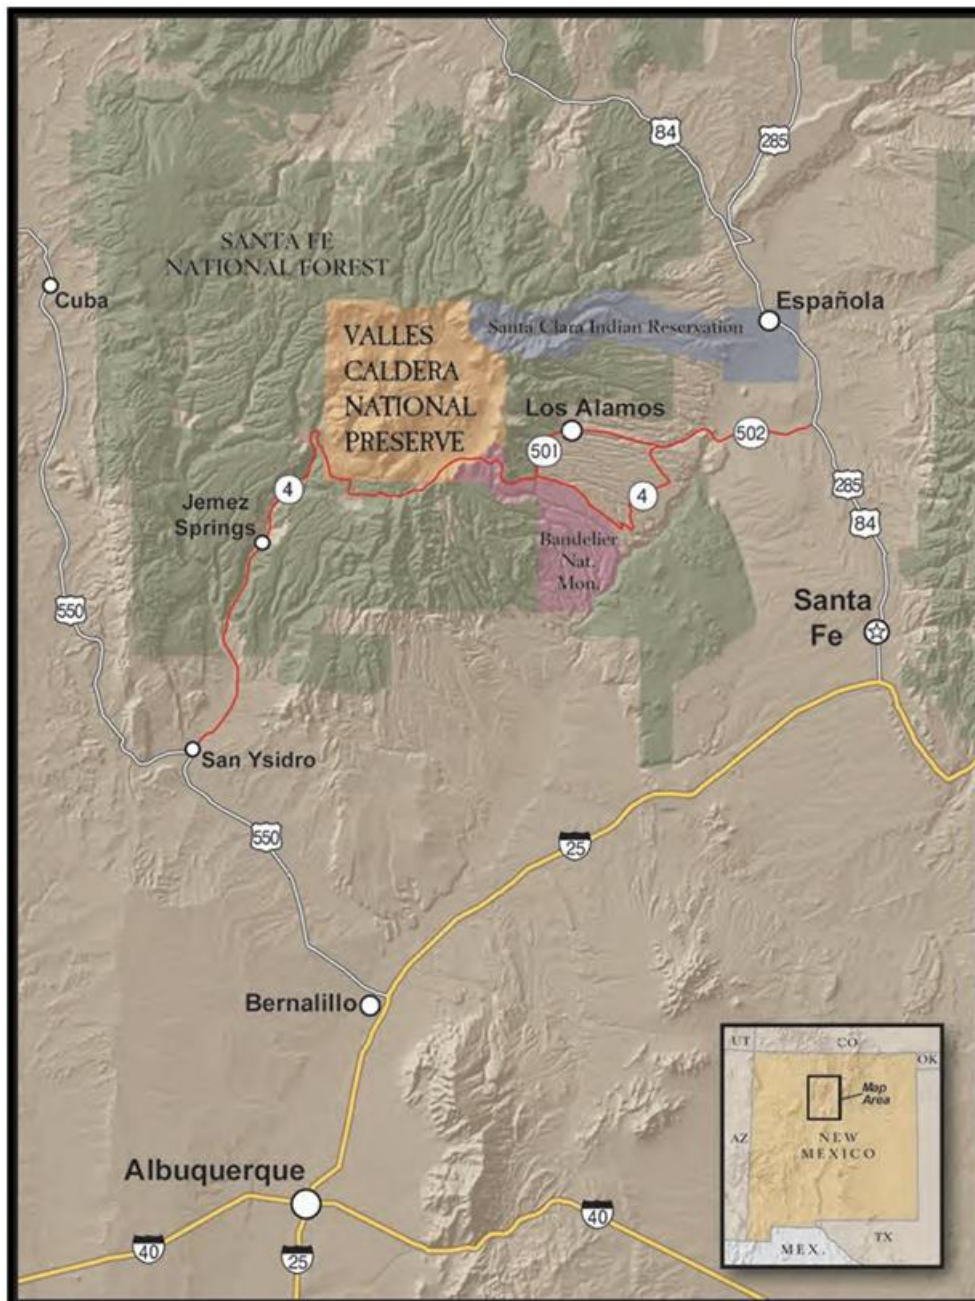 84
285
SANTA FE
NATIONAL FOREST
Cuba
Española
Santa Clara Indian Reservation
VALLES
CALDERA
NATIONAL
PRESERVE
Los Alamos
501
502
4
4
Jemez
Springs
285
84
Bandelier
Nat.
Mon.
550
Santa
Fe
San Ysidro
550
25
Bernalillo
UT
CO
OK
Map
Area
AZ
NEW
MEXICO
TX
MEX.
Albuquerque
40
25
40